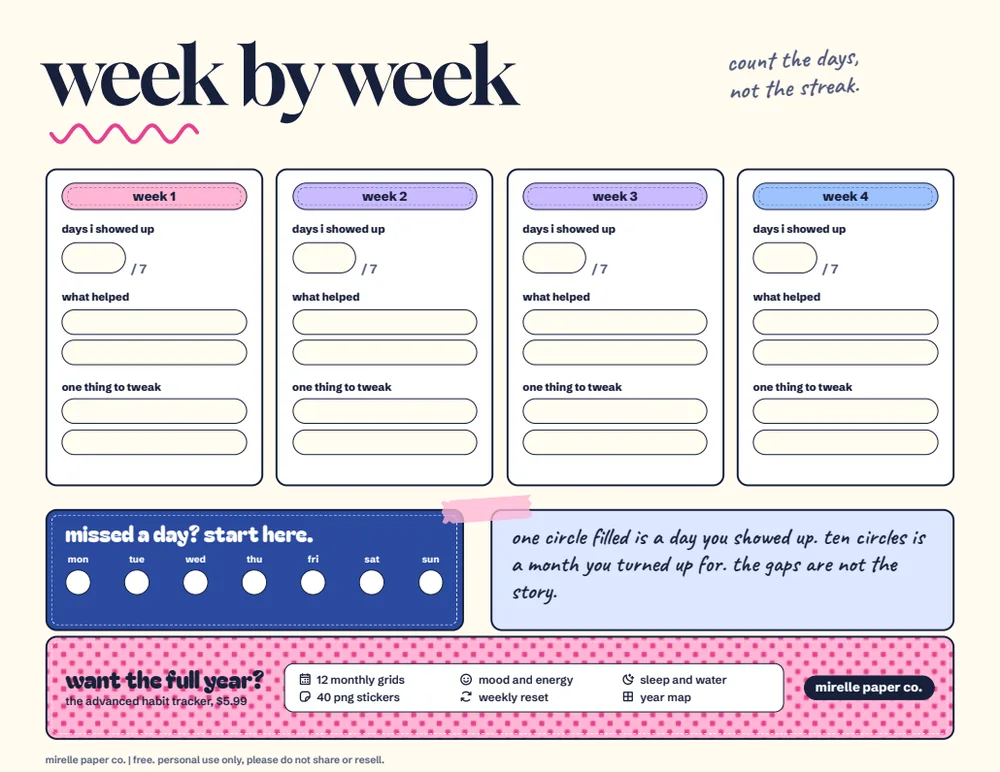 week by week
count the days,
not the streak.
week 1
days i showed up
/ 7
what helped
one thing to tweak
week 2
days i showed up
/ 7
what helped
one thing to tweak
week 3
days i showed up
/ 7
what helped
one thing to tweak
week 4
days i showed up
/ 7
what helped
one thing to tweak
missed a day? start here.
mon tue wed thu fri sat sun
one circle filled is a day you showed up. ten circles is
a month you turned up for. the gaps are not the
story.
want the full year?
the advanced habit tracker, $5.99
12 monthly grids
40 png stickers
mood and energy
weekly reset
sleep and water
year map
mirelle paper co.
mirelle paper co. | free. personal use only, please do not share or resell.